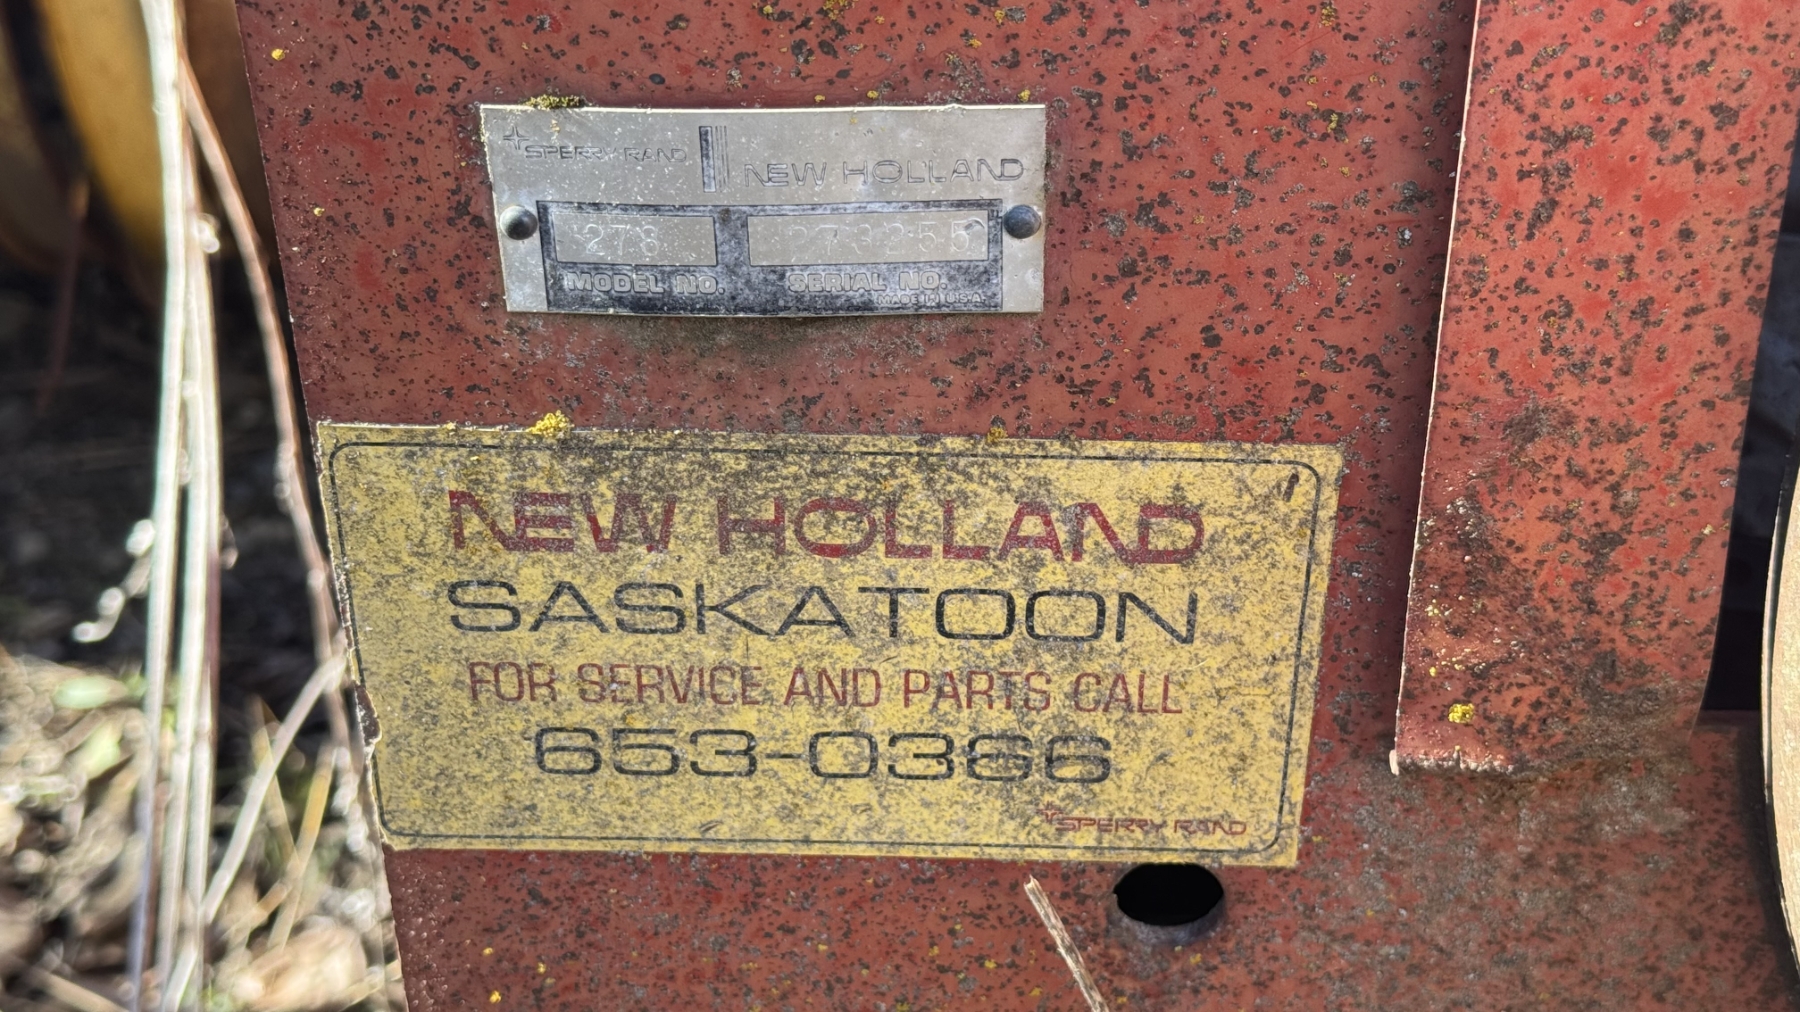 SPERRY RAND
NEW HOLLAND
278
273255
MODEL NO.
SERIAL NO.
MADE IN U.S.A.
NEW HOLLAND
SASKATOON
FOR SERVICE AND PARTS CALL
653-0366
SPERRY RAND